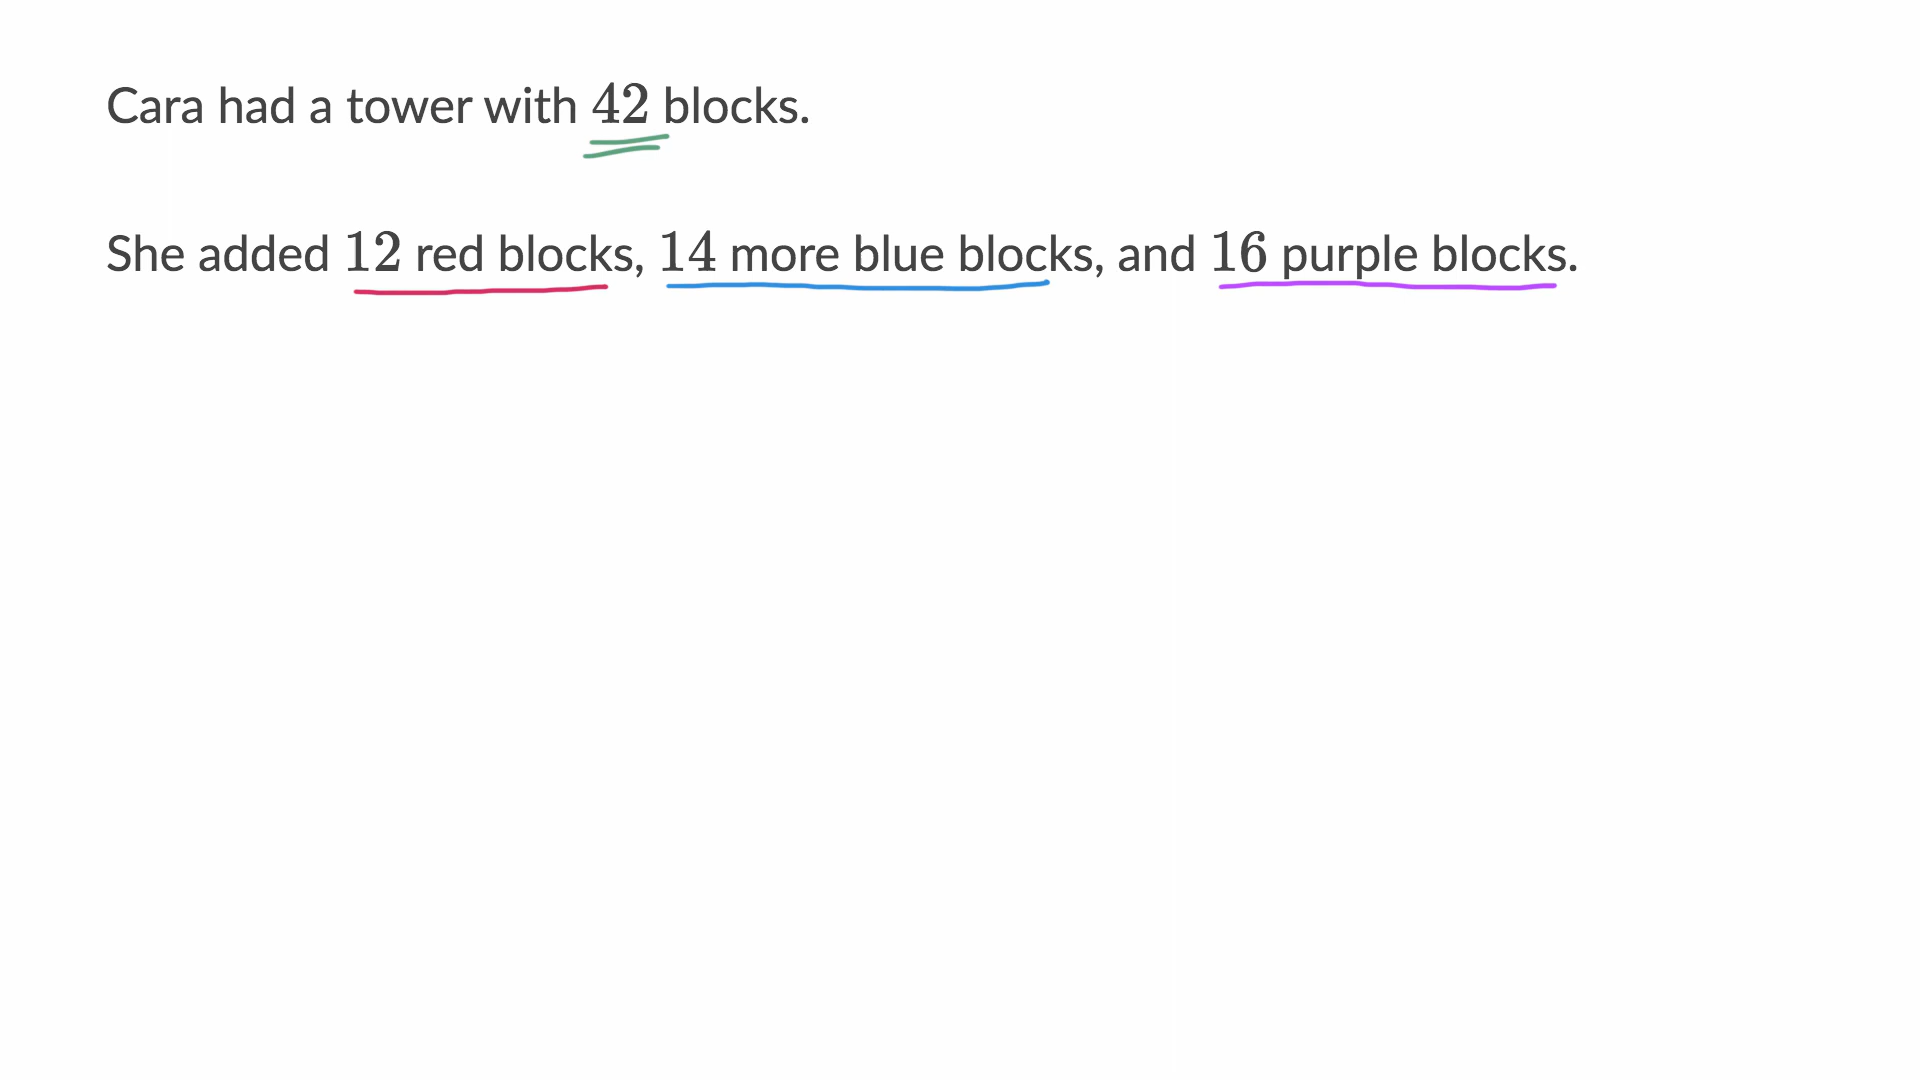 Cara had a tower with 42 blocks.
She added 12 red blocks, 14 more blue blocks, and 16 purple blocks.